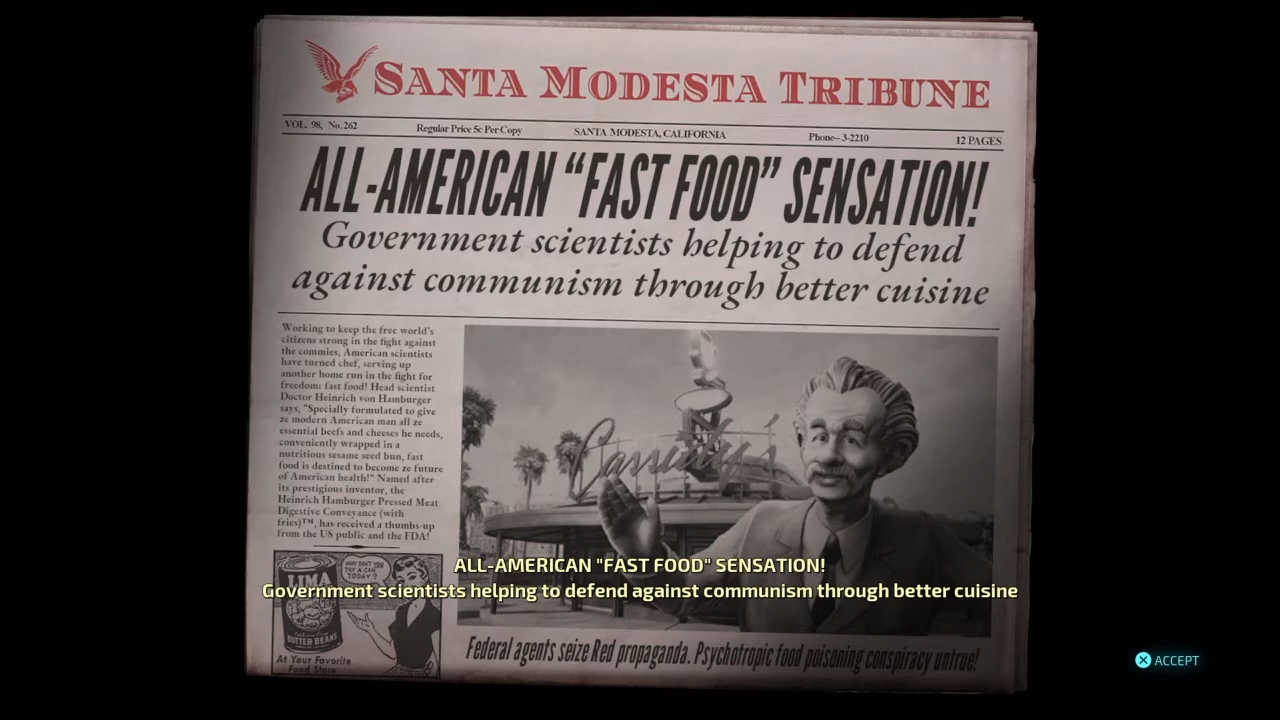 SANTA MODESTA TRIBUNE
VOL. 98, No. 262 Regular Price 5c Per Copy SANTA MODESTA, CALIFORNIA Phone-3-2210 12 PAGES
ALL-AMERICAN “FAST FOOD” SENSATION!
Government scientists helping to defend
against communism through better cuisine
Working to keep the free world's
citizens strong in the fight against
the commies, American scientists
have turned chef, serving up
another home run in the fight for
freedom: fast food! Head scientist
Doctor Heinrich von Hamburger
says, "Specially formulated to give
ze modern American man all ze
essential beefs and cheeses he needs,
conveniently wrapped in a
nutritious sesame seed bun, fast
food is destined to become ze future
of American health!" Named after
its prestigious inventor, the
Heinrich Hamburger Pressed Meat
Digestive Conveyance (with
fries)™, has received a thumbs-up
from the US public and the FDA!
Cassidy's
LIMA
BUTTER BEANS
WHY DON'T YOU
TRY A CAN
TODAY?
At Your Favorite
Food Store
ALL-AMERICAN "FAST FOOD" SENSATION!
Government scientists helping to defend against communism through better cuisine
Federal agents seize Red propaganda. Psychotropic food poisoning conspiracy untrue!
ACCEPT